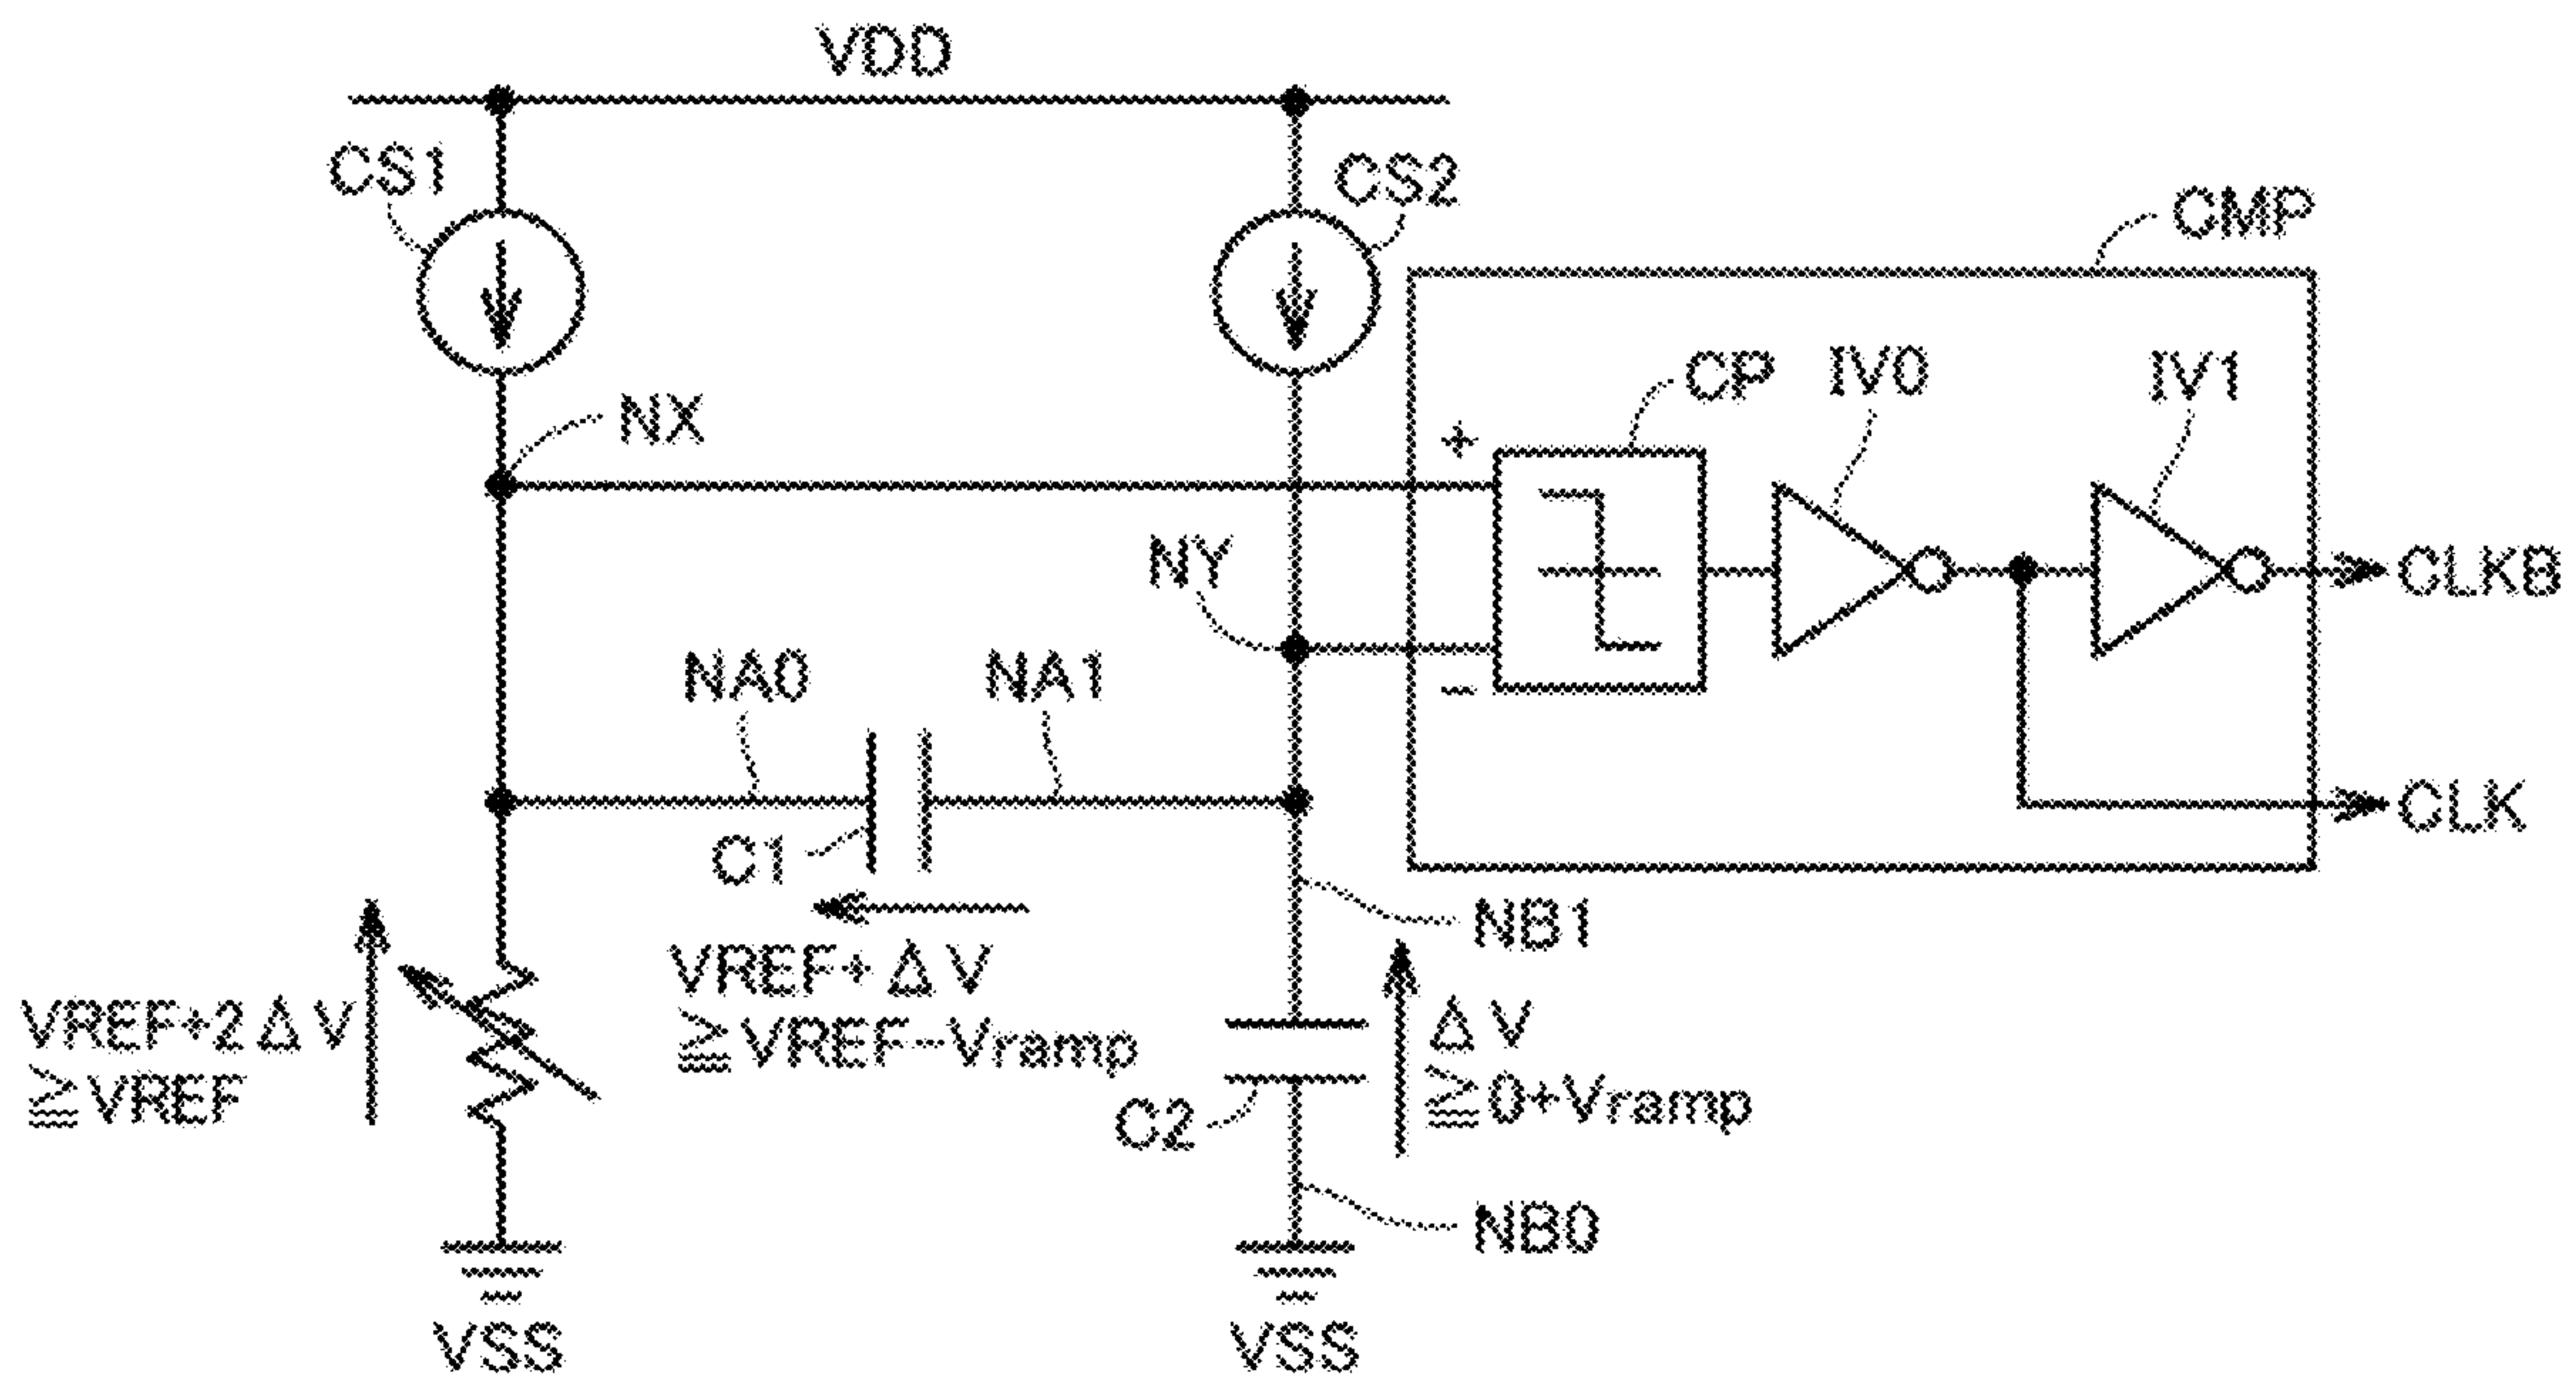 VDD
CS1
CS2
CMP
CP
IV0
IV1
NX
+
NY
CLKB
NA0
NA1
−
CLK
C1
NB1
VREF+ΔV
≧VREF−Vramp
VREF+2ΔV
≧VREF
ΔV
≧0+Vramp
C2
NB0
VSS
VSS